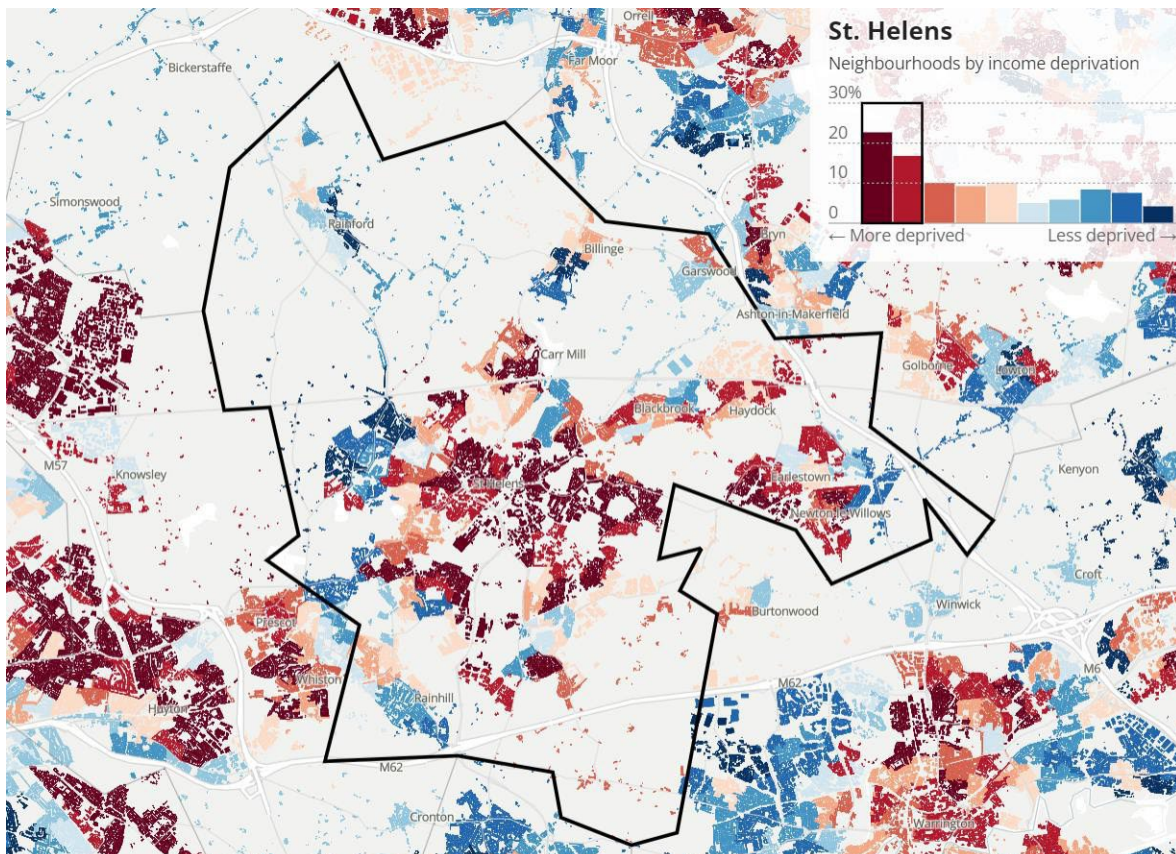 St. Helens
Neighbourhoods by income deprivation
30%
20
10
0
← More deprived
Less deprived →
Orrell
Far Moor
Bickerstaffe
Simonswood
Rainford
Billinge
Bryn
Garswood
Ashton-in-Makerfield
Carr Mill
Golborne
Lowton
Blackbrook
Haydock
M57
Knowsley
St Helens
Earlestown
Kenyon
Newton-le-Willows
Croft
Winwick
Burtonwood
Prescot
Whiston
M6
M62
Rainhill
Huyton
M62
Cronton
Warrington